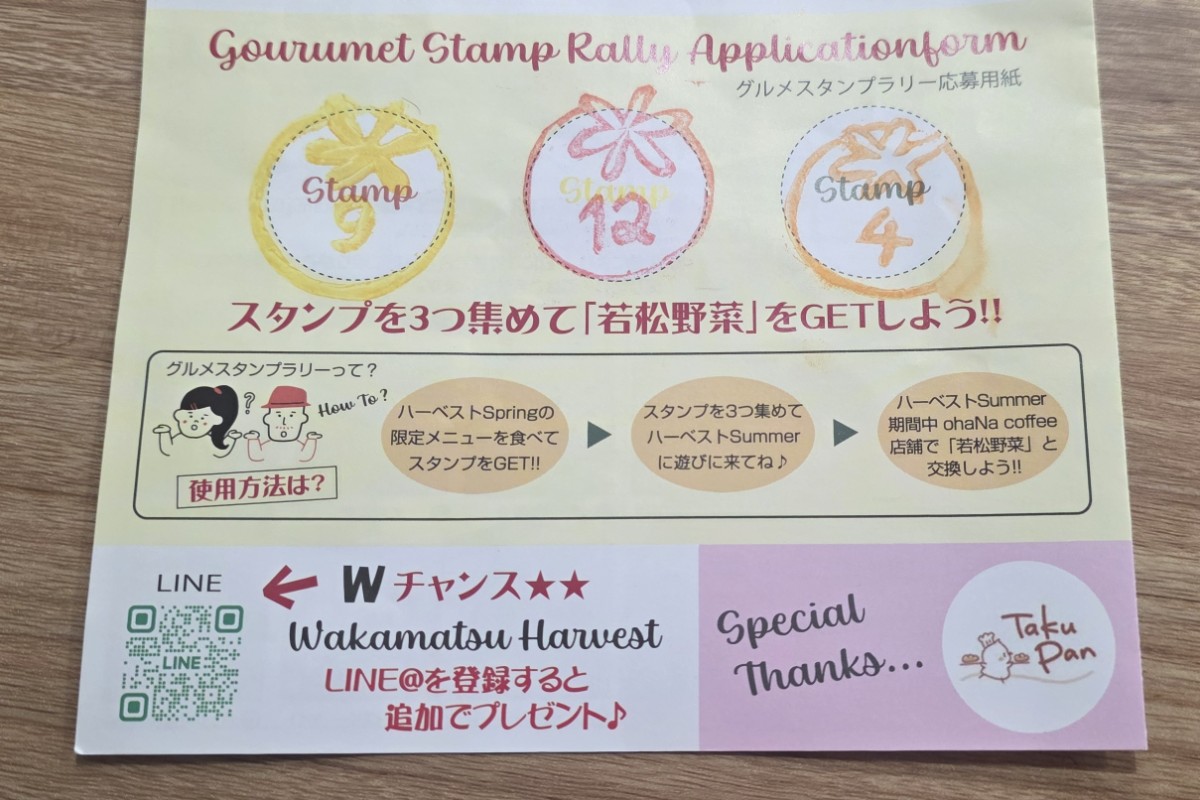 Gourumet Stamp Rally Applicationform
グルメスタンプラリー応募用紙
Stamp
9
Stamp
12
Stamp
4
スタンプを3つ集めて「若松野菜」をGETしよう!!
グルメスタンプラリーって?
How To?
?
使用方法は?
ハーベストSpringの
限定メニューを食べて
スタンプをGET!!
スタンプを3つ集めて
ハーベストSummer
に遊びに来てね♪
ハーベストSummer
期間中 ohaNa coffee
店舗で「若松野菜」と
交換しよう!!
LINE
LINE
Wチャンス★★
Wakamatsu Harvest
LINE@を登録すると
追加でプレゼント♪
Special
Thanks...
Taku
Pan